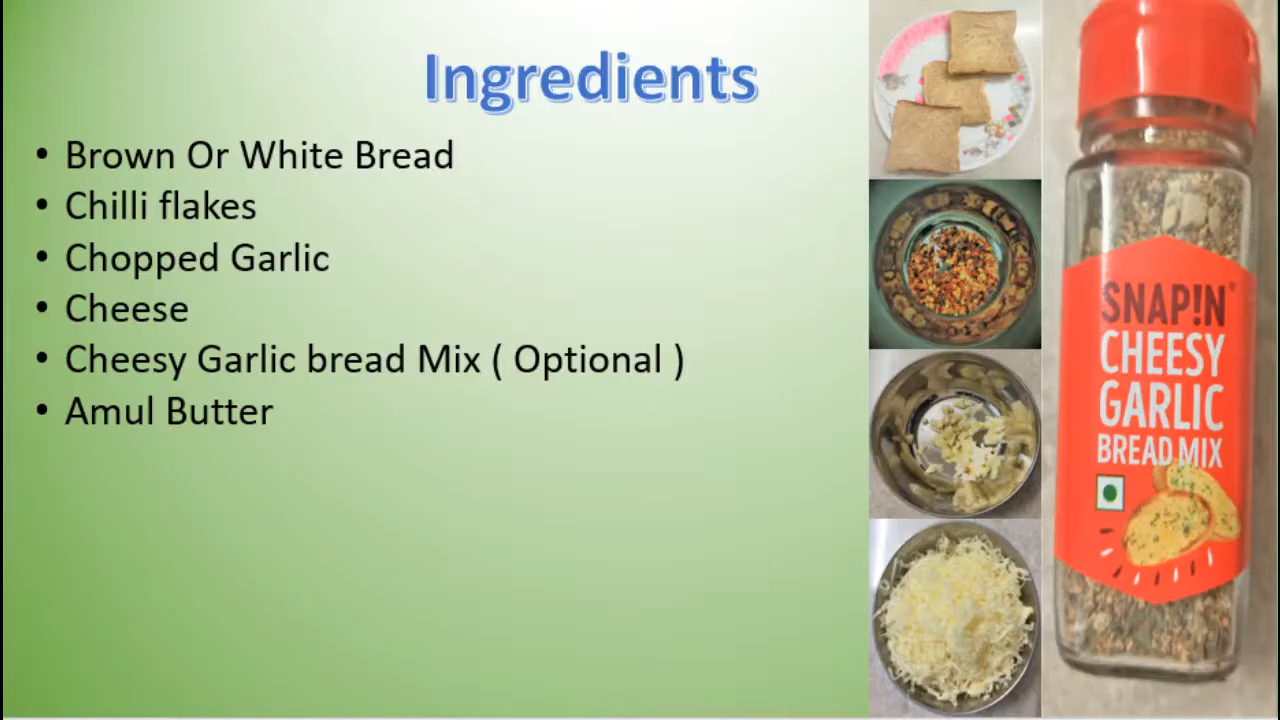 Ingredients
• Brown Or White Bread
• Chilli flakes
• Chopped Garlic
• Cheese
• Cheesy Garlic bread Mix ( Optional )
• Amul Butter
SNAP!N
CHEESY
GARLIC
BREAD MIX